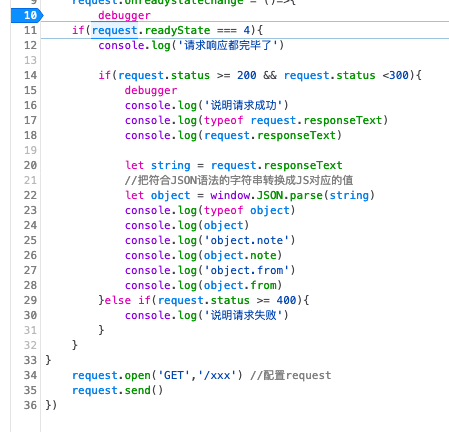 request.onreadystatechange = ()=>{
10 debugger
11 if(request.readyState === 4){
12 console.log('请求响应都完毕了')
13
14 if(request.status >= 200 && request.status <300){
15 debugger
16 console.log('说明请求成功')
17 console.log(typeof request.responseText)
18 console.log(request.responseText)
19
20 let string = request.responseText
21 //把符合JSON语法的字符串转换成JS对应的值
22 let object = window.JSON.parse(string)
23 console.log(typeof object)
24 console.log(object)
25 console.log('object.note')
26 console.log(object.note)
27 console.log('object.from')
28 console.log(object.from)
29 }else if(request.status >= 400){
30 console.log('说明请求失败')
31 }
32 }
33 }
34 request.open('GET','/xxx') //配置request
35 request.send()
36 })